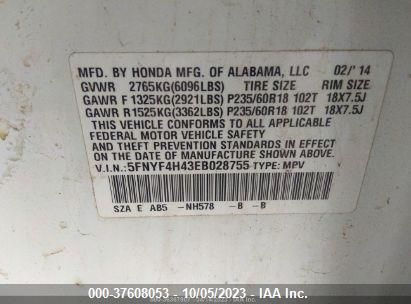 MFD. BY HONDA MFG. OF ALABAMA, LLC 02/'14
GVWR 2765KG(6096LBS) TIRE SIZE RIM SIZE
GAWR F 1325KG(2921LBS) P235/60R18 102T 18X7.5J
GAWR R 1525KG(3362LBS) P235/60R18 102T 18X7.5J
THIS VEHICLE CONFORMS TO ALL APPLICABLE
FEDERAL MOTOR VEHICLE SAFETY AND THEFT
PREVENTION STANDARDS IN EFFECT ON THE DATE
OF MANUFACTURE SHOWN ABOVE.
V.I.N.: 5FNYF4H43EB028755 TYPE: MPV
SZA E AB5 -NH578 -B -B
000-37608053 - 10/05/2023 - IAAI.COM